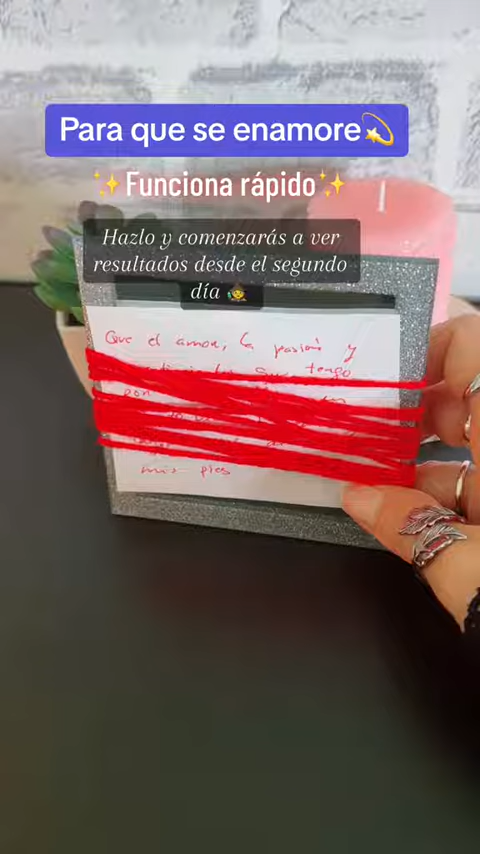 Para que se enamore💫
✨Funciona rápido✨
Hazlo y comenzarás a ver
resultados desde el segundo
día 🧏
Que el amor, la pasión y
tengo
por
mis pies